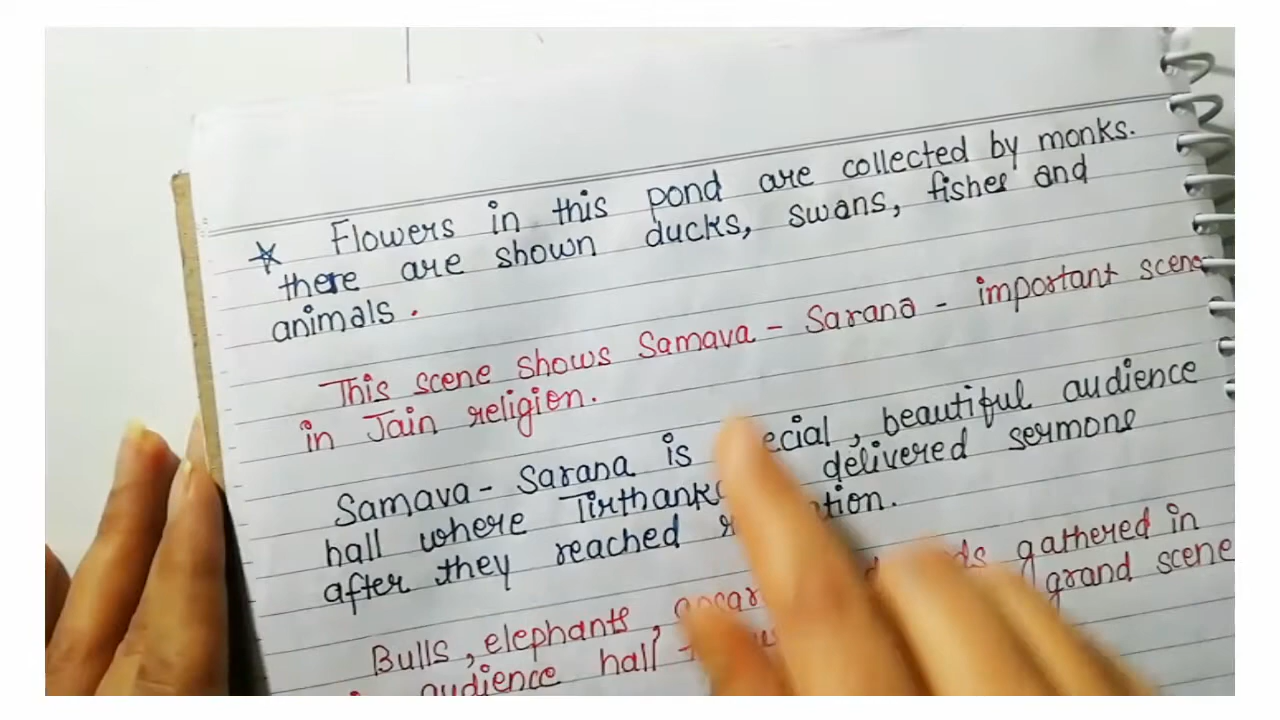 ☆ Flowers in this pond are collected by monks.
there are shown ducks, swans, fishes and
animals.
This scene shows Samava - Sarana - important scene
in Jain religion.
Samava - Sarana is ecial, beautiful audience
hall where Tirthanka delivered sermons
after they reached
Bulls, elephants, gathered in
audience hall grand scene